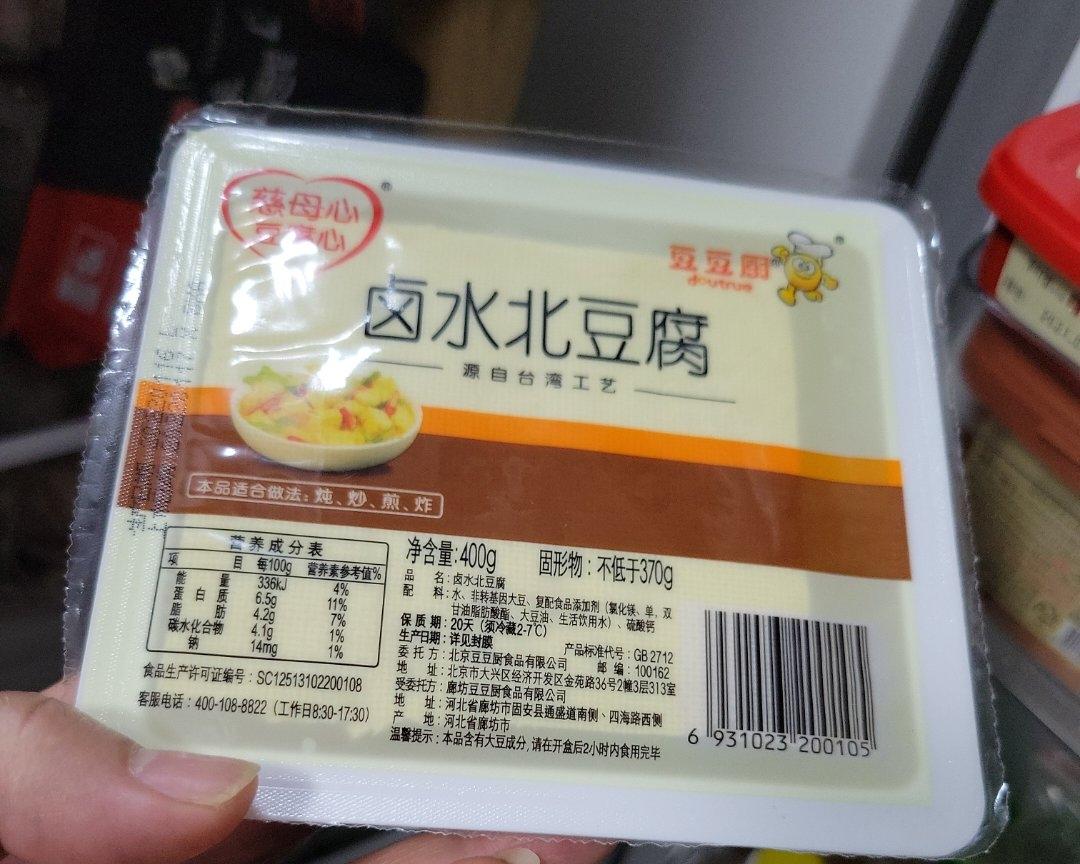 慈母心
豆腐心
豆豆厨
doutrue
卤水北豆腐
源自台湾工艺
本品适合做法：炖、炒、煎、炸
营养成分表
项 目 每100g 营养素参考值%
能 量 336kJ 4%
蛋 白 质 6.5g 11%
脂 肪 4.2g 7%
碳水化合物 4.1g 1%
钠 14mg 1%
食品生产许可证编号：SC12513102200108
客服电话：400-108-8822（工作日8:30-17:30）
净含量:400g 固形物：不低于370g
品 名：卤水北豆腐
配 料：水、非转基因大豆、复配食品添加剂（氯化镁、单，双
甘油脂肪酸酯、大豆油、生活饮用水）、硫酸钙
保 质 期：20天（须冷藏2-7℃）
生产日期：详见封膜 产品标准代号：GB 2712
委 托 方：北京豆豆厨食品有限公司 邮 编：100162
地 址：北京市大兴区经济开发区金苑路36号2幢3层313室
受委托方：廊坊豆豆厨食品有限公司
地 址：河北省廊坊市固安县通盛道南侧、四海路西侧
产 地：河北省廊坊市
温馨提示：本品含有大豆成分,请在开盒后2小时内食用完毕
6 931023 200105